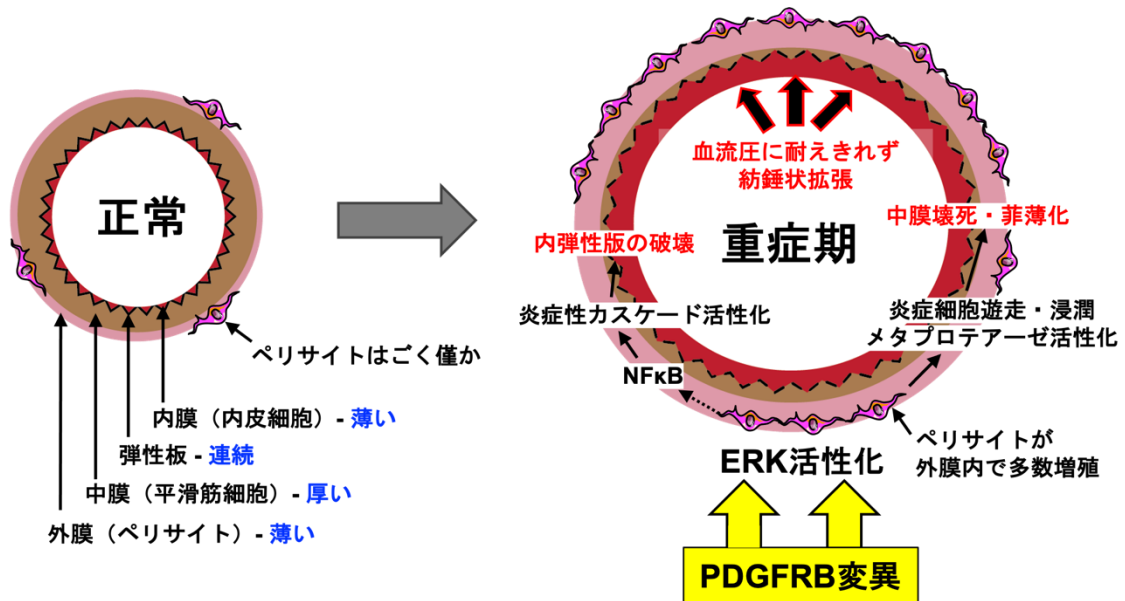 正常
ペリサイトはごく僅か
内膜（内皮細胞）- 薄い
弾性板 - 連続
中膜（平滑筋細胞）- 厚い
外膜（ペリサイト）- 薄い
血流圧に耐えきれず
紡錘状拡張
重症期
内弾性版の破壊
中膜壊死・菲薄化
炎症性カスケード活性化
炎症細胞遊走・浸潤
メタプロテアーゼ活性化
NFκB
ペリサイトが
外膜内で多数増殖
ERK活性化
PDGFRB変異